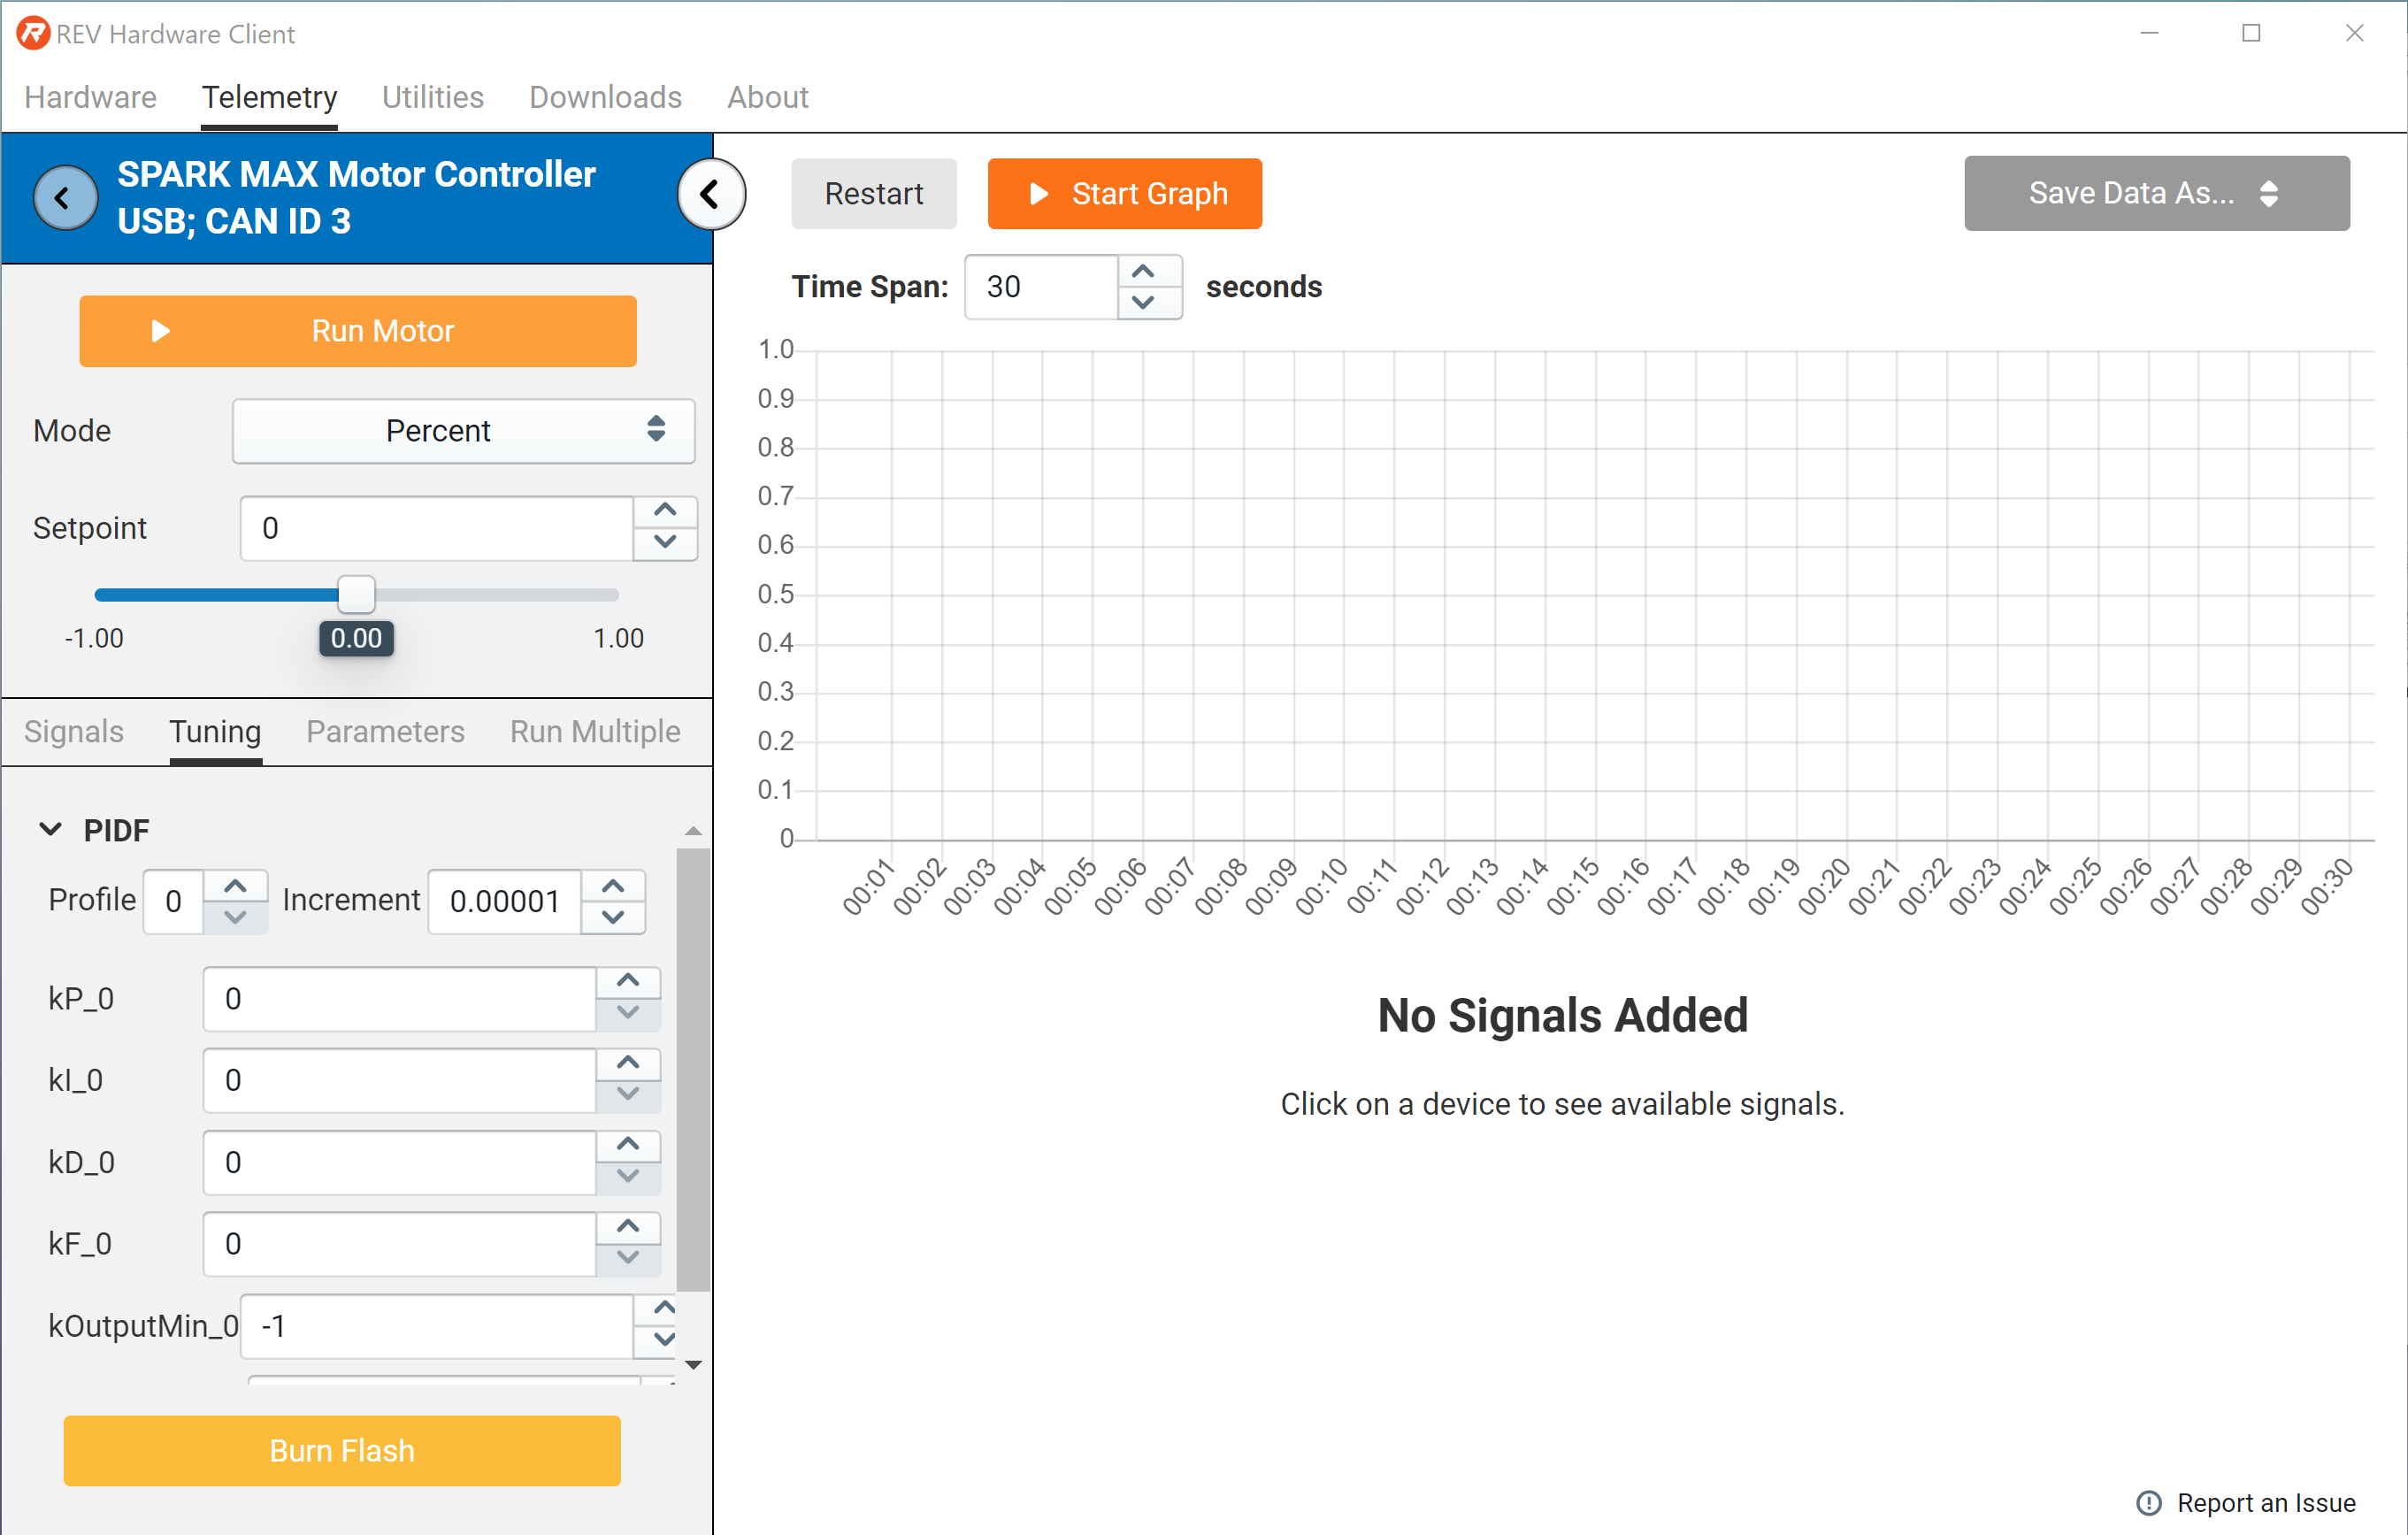 REV Hardware Client
Hardware Telemetry Utilities Downloads About
SPARK MAX Motor Controller
USB; CAN ID 3
Run Motor
Mode Percent
Setpoint 0
-1.00 0.00 1.00
Signals Tuning Parameters Run Multiple
PIDF
Profile 0 Increment 0.00001
kP_0 0
kI_0 0
kD_0 0
kF_0 0
kOutputMin_0 -1
Burn Flash
Restart Start Graph Save Data As...
Time Span: 30 seconds
1.0
0.9
0.8
0.7
0.6
0.5
0.4
0.3
0.2
0.1
0
00:01 00:02 00:03 00:04 00:05 00:06 00:07 00:08 00:09 00:10 00:11 00:12 00:13 00:14 00:15 00:16 00:17 00:18 00:19 00:20 00:21 00:22 00:23 00:24 00:25 00:26 00:27 00:28 00:29 00:30
No Signals Added
Click on a device to see available signals.
Report an Issue